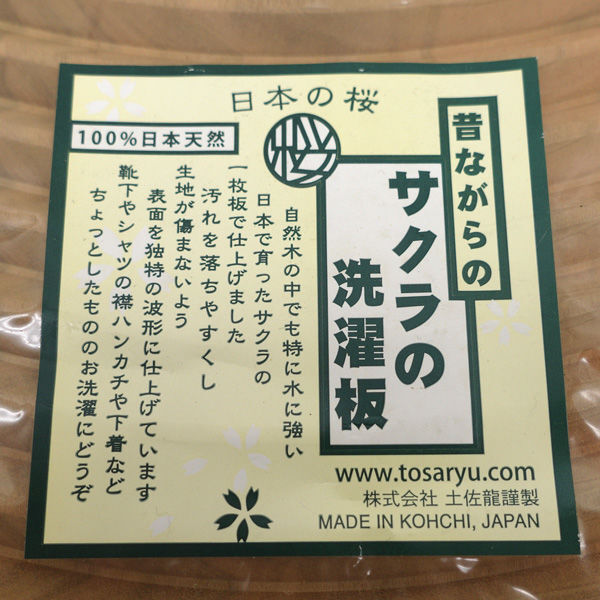 日本の桜
100%日本天然
桜
昔ながらの
サクラの
洗濯板
自然木の中でも特に水に強い
日本で育ったサクラの
一枚板で仕上げました
汚れを落ちやすくし
生地が傷まないよう
表面を独特の波形に仕上げています
靴下やシャツの襟ハンカチや下着など
ちょっとしたもののお洗濯にどうぞ
www.tosaryu.com
株式会社 土佐龍謹製
MADE IN KOHCHI, JAPAN